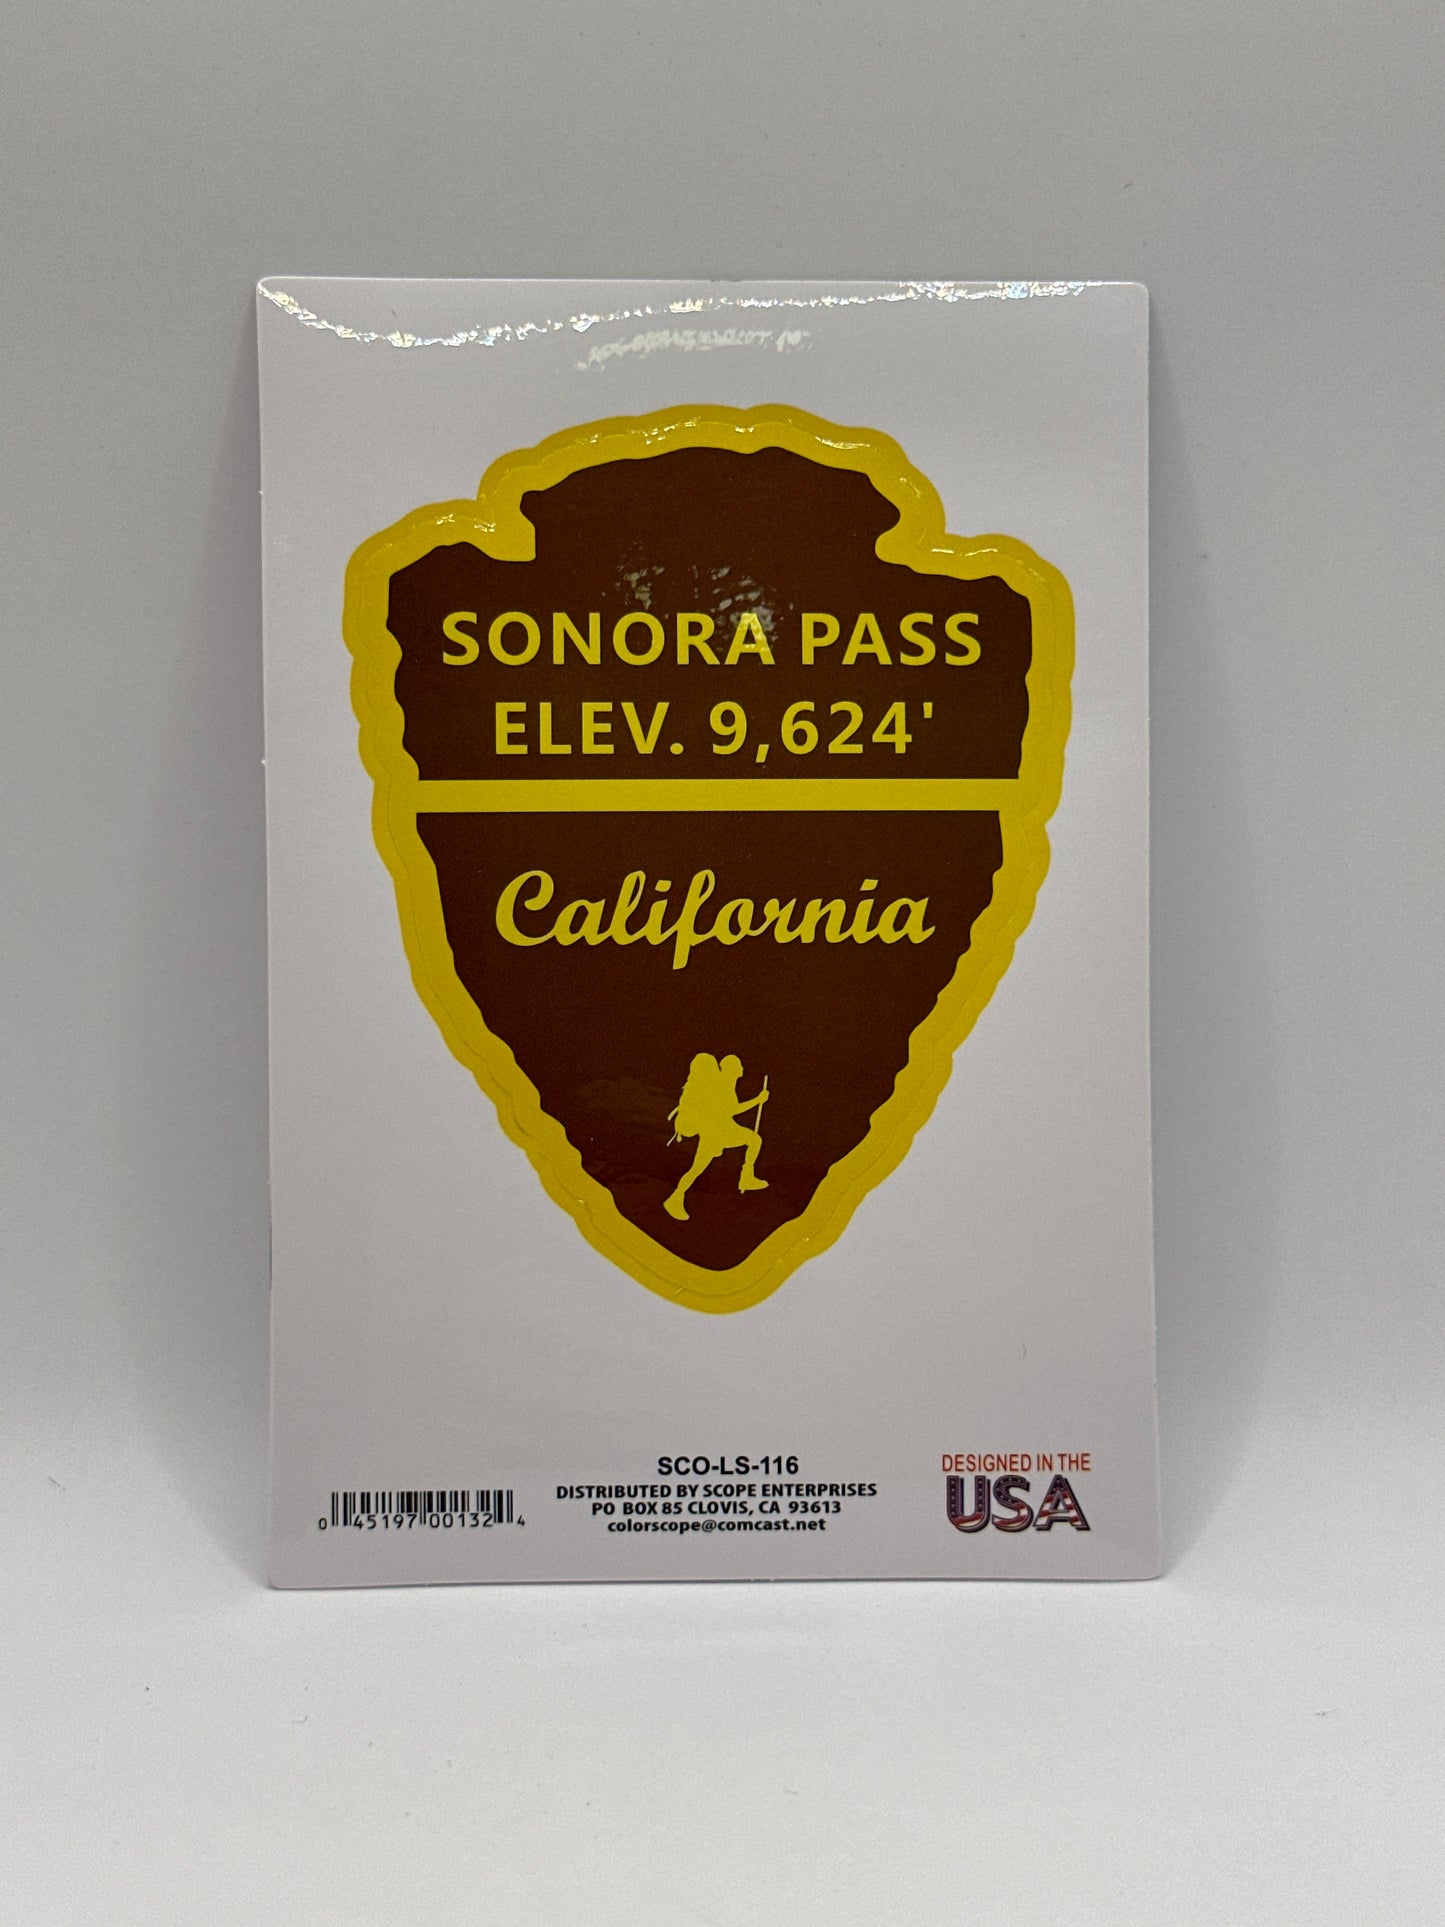 SONORA PASS
ELEV. 9,624'
California
SCO-LS-116
DISTRIBUTED BY SCOPE ENTERPRISES
PO BOX 85 CLOVIS, CA 93613
colorscope@comcast.net
0 45197 00132 4
DESIGNED IN THE
USA